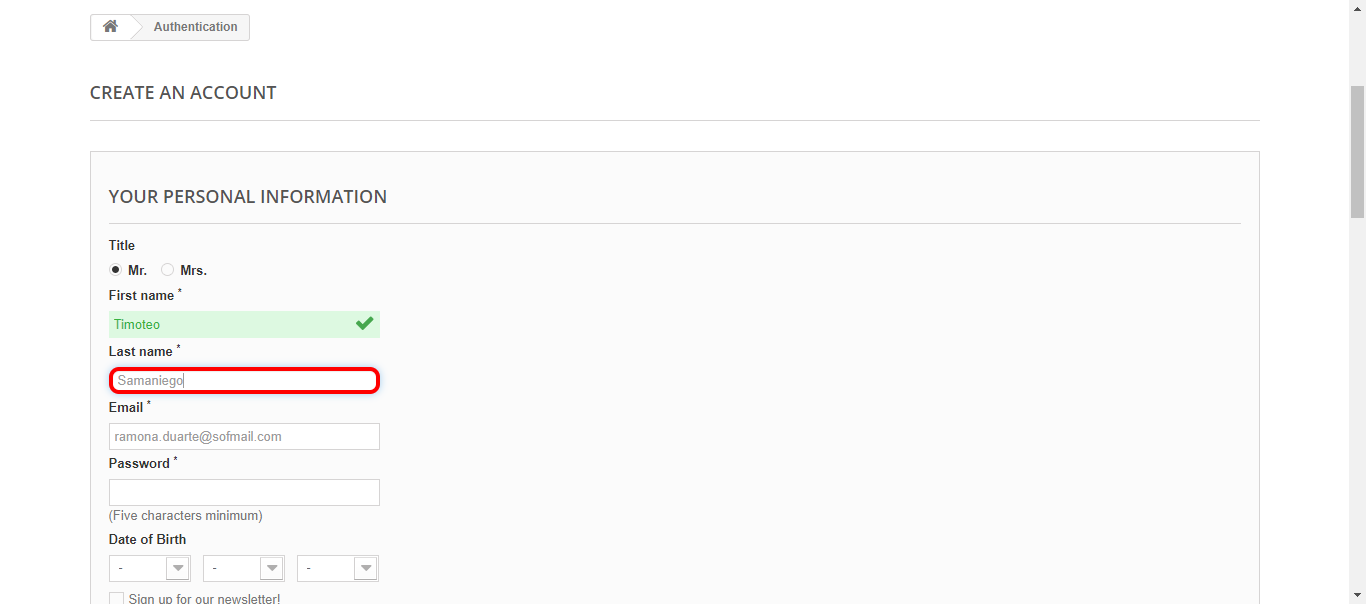 Authentication
CREATE AN ACCOUNT
YOUR PERSONAL INFORMATION
Title
Mr. Mrs.
First name *
Timoteo
Last name *
Samaniego
Email *
ramona.duarte@sofmail.com
Password *
(Five characters minimum)
Date of Birth
- - -
Sign up for our newsletter!